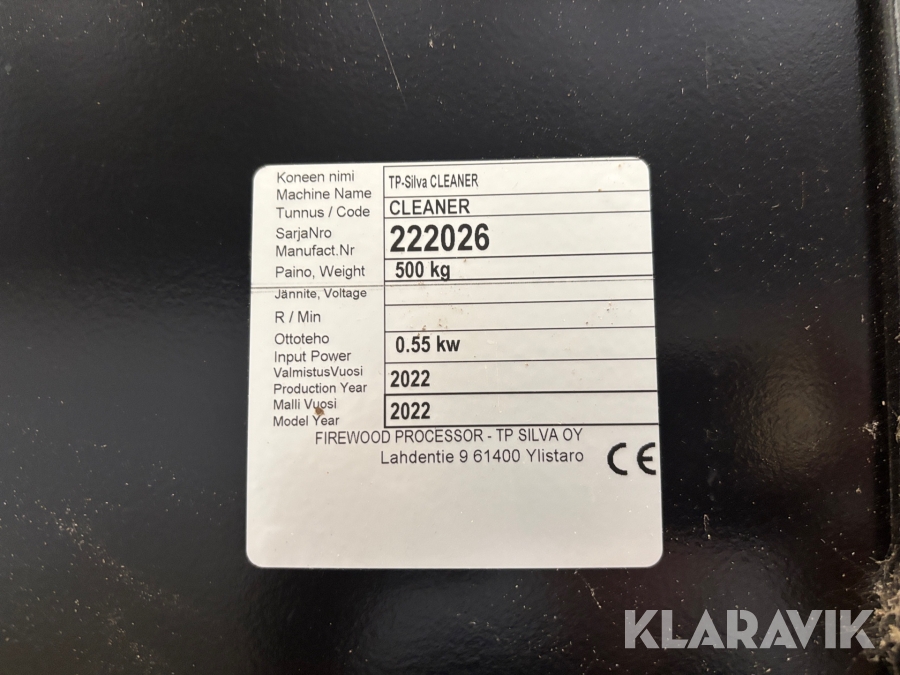 Koneen nimi
Machine Name
TP-Silva CLEANER
Tunnus / Code
CLEANER
SarjaNro
Manufact.Nr
222026
Paino, Weight
500 kg
Jännite, Voltage
R / Min
Ottoteho
Input Power
0.55 kw
ValmistusVuosi
Production Year
2022
Malli Vuosi
Model Year
2022
FIREWOOD PROCESSOR - TP SILVA OY
Lahdentie 9 61400 Ylistaro
CE
KLARAVIK